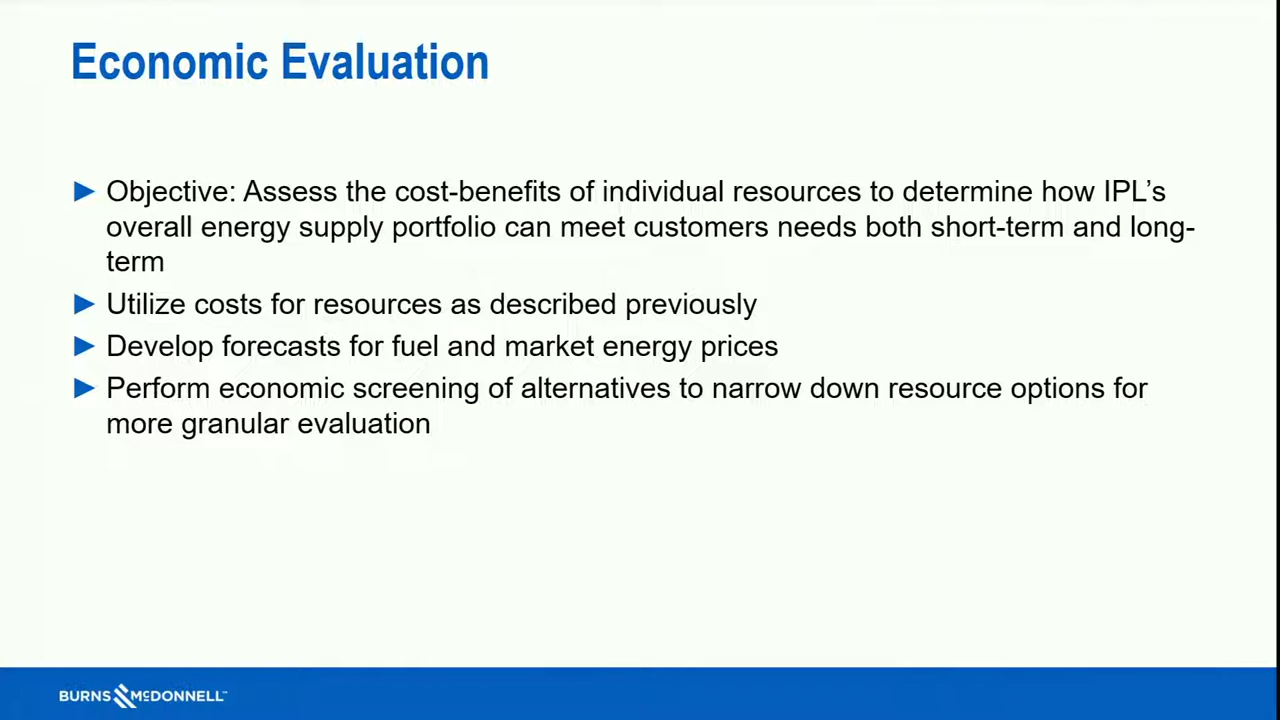 Economic Evaluation
► Objective: Assess the cost-benefits of individual resources to determine how IPL’s
overall energy supply portfolio can meet customers needs both short-term and long-
term
► Utilize costs for resources as described previously
► Develop forecasts for fuel and market energy prices
► Perform economic screening of alternatives to narrow down resource options for
more granular evaluation
BURNS McDONNELL